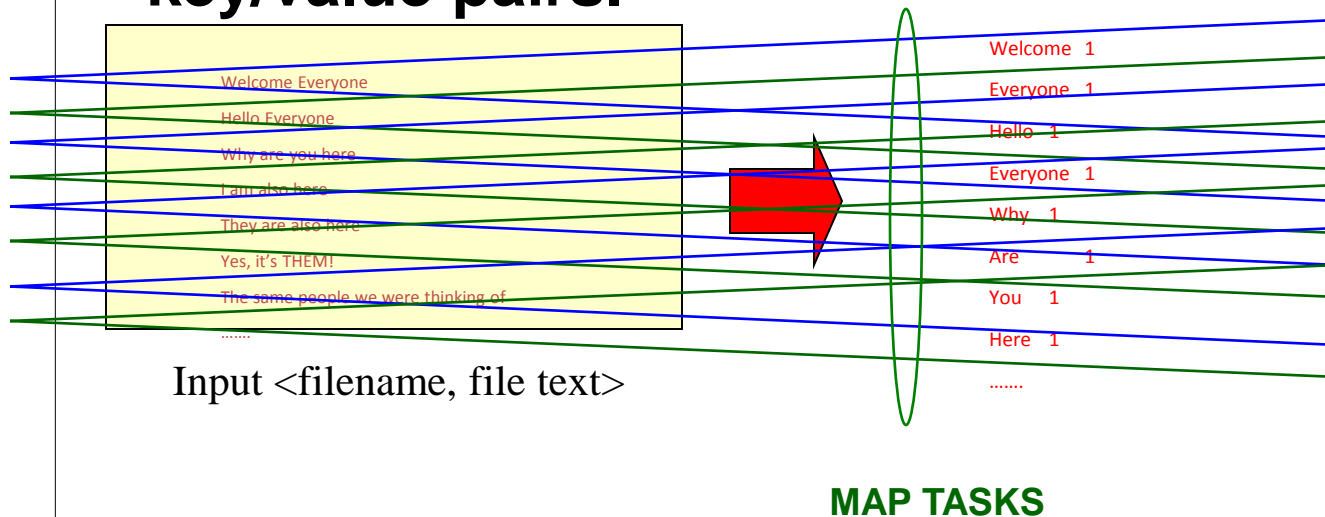 key/value pairs.
Welcome Everyone
Hello Everyone
Why are you here
I am also here
They are also here
Yes, it's THEM!
The same people we were thinking of
…….
Input <filename, file text>
Welcome 1
Everyone 1
Hello 1
Everyone 1
Why 1
Are 1
You 1
Here 1
…….
MAP TASKS